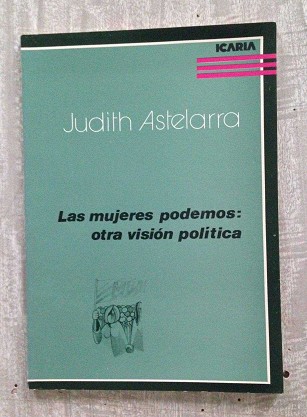 ICARIA
Judith Astelarra
Las mujeres podemos:
otra visión política